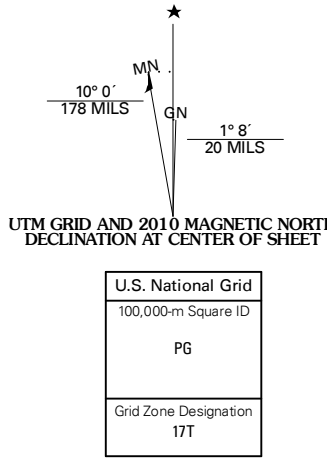 ★
MN
10° 0´
178 MILS
GN
1° 8´
20 MILS
UTM GRID AND 2010 MAGNETIC NORTH
DECLINATION AT CENTER OF SHEET
U.S. National Grid
100,000-m Square ID
PG
Grid Zone Designation
17T